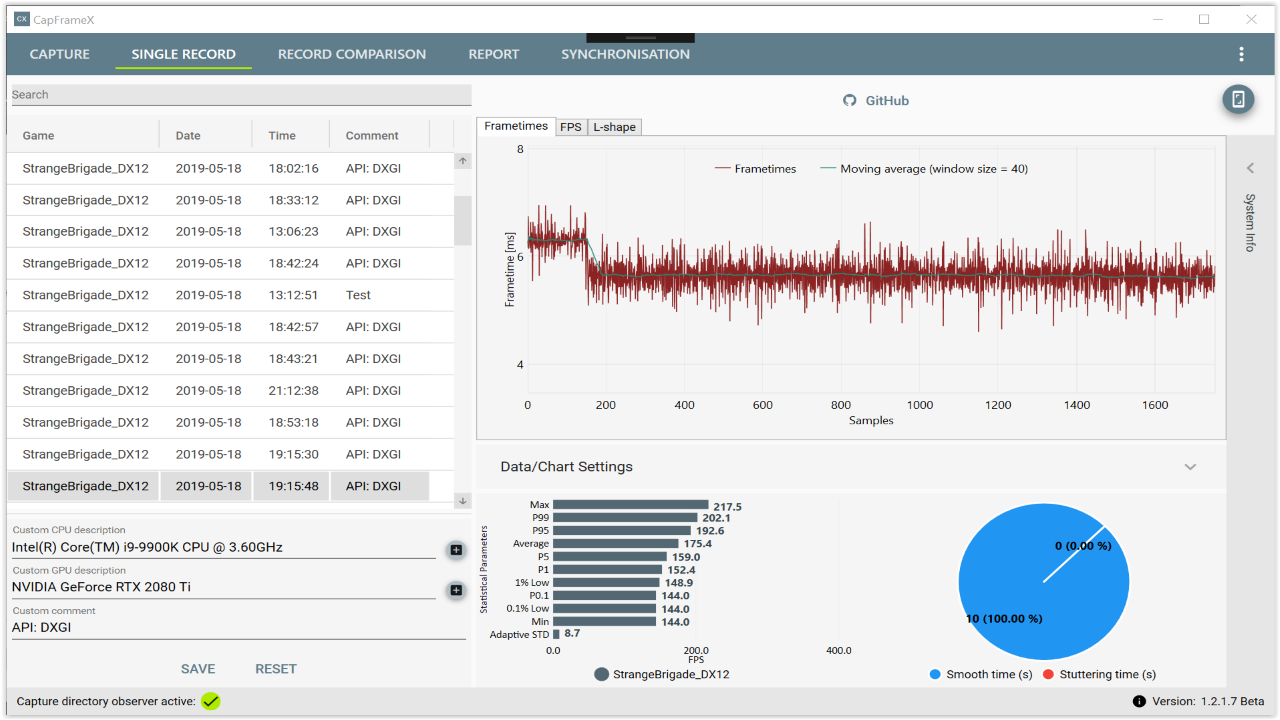 CX CapFrameX
CAPTURE SINGLE RECORD RECORD COMPARISON REPORT SYNCHRONISATION
Search
GitHub
Game Date Time Comment
StrangeBrigade_DX12 2019-05-18 18:02:16 API: DXGI
StrangeBrigade_DX12 2019-05-18 18:33:12 API: DXGI
StrangeBrigade_DX12 2019-05-18 13:06:23 API: DXGI
StrangeBrigade_DX12 2019-05-18 18:42:24 API: DXGI
StrangeBrigade_DX12 2019-05-18 13:12:51 Test
StrangeBrigade_DX12 2019-05-18 18:42:57 API: DXGI
StrangeBrigade_DX12 2019-05-18 18:43:21 API: DXGI
StrangeBrigade_DX12 2019-05-18 21:12:38 API: DXGI
StrangeBrigade_DX12 2019-05-18 18:53:18 API: DXGI
StrangeBrigade_DX12 2019-05-18 19:15:30 API: DXGI
StrangeBrigade_DX12 2019-05-18 19:15:48 API: DXGI
Custom CPU description
Intel(R) Core(TM) i9-9900K CPU @ 3.60GHz
Custom GPU description
NVIDIA GeForce RTX 2080 Ti
Custom comment
API: DXGI
SAVE RESET
Frametimes FPS L-shape
Frametimes Moving average (window size = 40)
Frametime [ms]
8
6
4
0 200 400 600 800 1000 1200 1400 1600
Samples
System Info
Data/Chart Settings
Statistical Parameters
Max 217.5
P99 202.1
P95 192.6
Average 175.4
P5 159.0
P1 152.4
1% Low 148.9
P0.1 144.0
0.1% Low 144.0
Min 144.0
Adaptive STD 8.7
0.0 200.0 400.0
FPS
StrangeBrigade_DX12
0 (0.00 %)
10 (100.00 %)
Smooth time (s) Stuttering time (s)
Capture directory observer active:
Version: 1.2.1.7 Beta